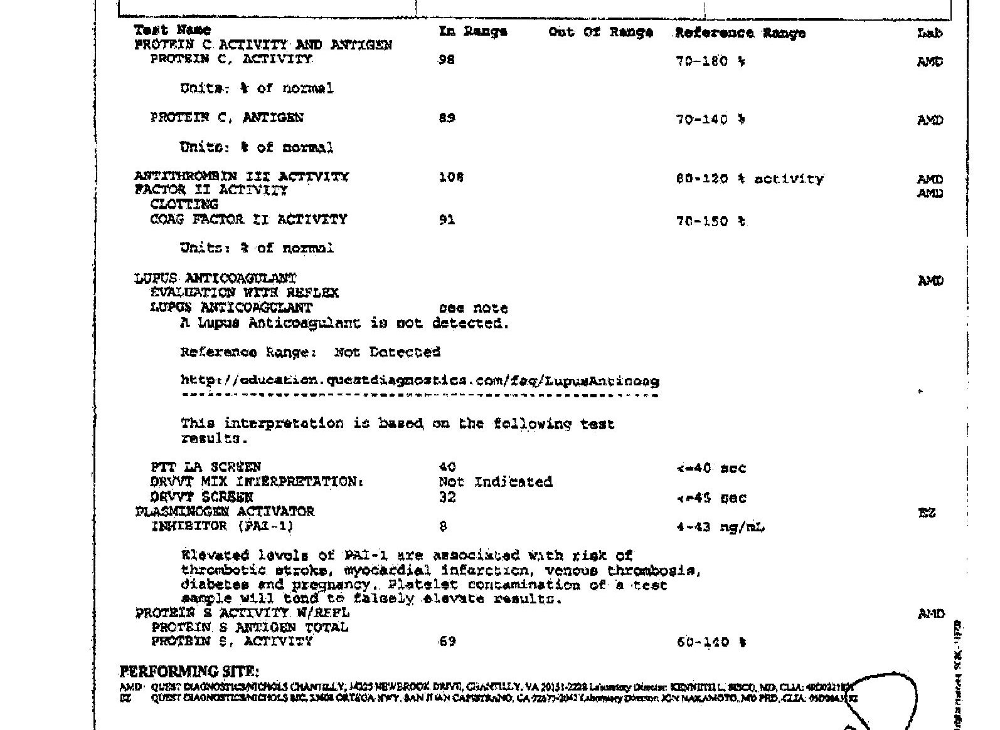 Test Name In Range Out Of Range Reference Range Lab
PROTEIN C ACTIVITY AND ANTIGEN
PROTEIN C, ACTIVITY 98 70-180 % AMD
Units: % of normal
PROTEIN C, ANTIGEN 89 70-140 % AMD
Units: % of normal
ANTITHROMBIN III ACTIVITY 108 80-120 % activity AMD
FACTOR II ACTIVITY AMD
CLOTTING
COAG FACTOR II ACTIVITY 91 70-150 %
Units: % of normal
LUPUS ANTICOAGULANT AMD
EVALUATION WITH REFLEX
LUPUS ANTICOAGULANT see note
A Lupus Anticoagulant is not detected.
Reference Range: Not Detected
http://education.questdiagnostics.com/faq/LupusAnticoag
-------------------------------------------------------
This interpretation is based on the following test
results.
PTT LA SCREEN 40 <=40 sec
DRVVT MIX INTERPRETATION: Not Indicated
DRVVT SCREEN 32 <=45 sec
PLASMINOGEN ACTIVATOR EZ
INHIBITOR (PAI-1) 8 4-43 ng/mL
Elevated levels of PAI-1 are associated with risk of
thrombotic stroke, myocardial infarction, venous thrombosis,
diabetes and pregnancy. Platelet contamination of a test
sample will tend to falsely elevate results.
PROTEIN S ACTIVITY W/REFL AMD
PROTEIN S ANTIGEN TOTAL
PROTEIN S, ACTIVITY 69 60-140 %
PERFORMING SITE:
AMD QUEST DIAGNOSTICS/NICHOLS CHANTILLY, 14225 NEWBROOK DRIVE, CHANTILLY, VA 20151-2228 Laboratory Director: KENNETH L. SISCO, MD, CLIA:
EZ QUEST DIAGNOSTICS/NICHOLS SJC, 33608 ORTEGA HWY, SAN JUAN CAPISTRANO, CA 92675-2042 Laboratory Director: JON NAKAMOTO, MD PHD, CLIA: